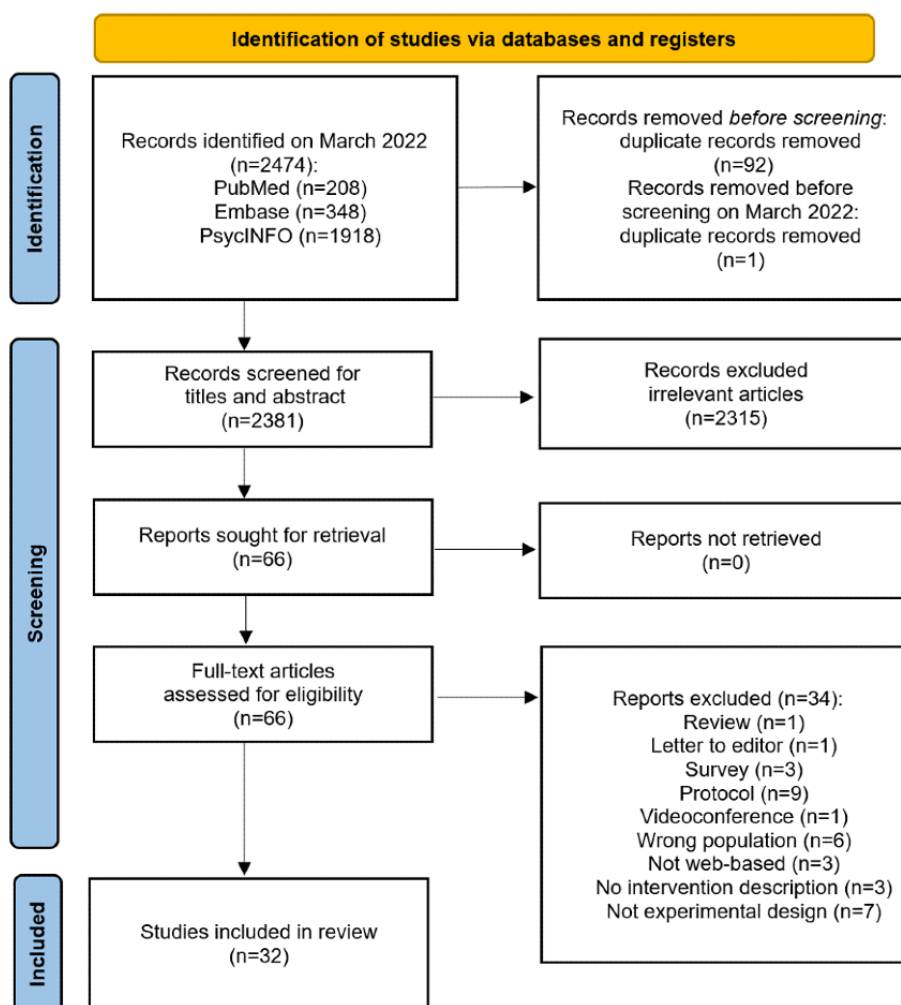 Identification of studies via databases and registers
Identification
Records identified on March 2022
(n=2474):
PubMed (n=208)
Embase (n=348)
PsycINFO (n=1918)
Records removed before screening:
duplicate records removed
(n=92)
Records removed before
screening on March 2022:
duplicate records removed
(n=1)
Screening
Records screened for
titles and abstract
(n=2381)
Records excluded
irrelevant articles
(n=2315)
Reports sought for retrieval
(n=66)
Reports not retrieved
(n=0)
Full-text articles
assessed for eligibility
(n=66)
Reports excluded (n=34):
Review (n=1)
Letter to editor (n=1)
Survey (n=3)
Protocol (n=9)
Videoconference (n=1)
Wrong population (n=6)
Not web-based (n=3)
No intervention description (n=3)
Not experimental design (n=7)
Included
Studies included in review
(n=32)